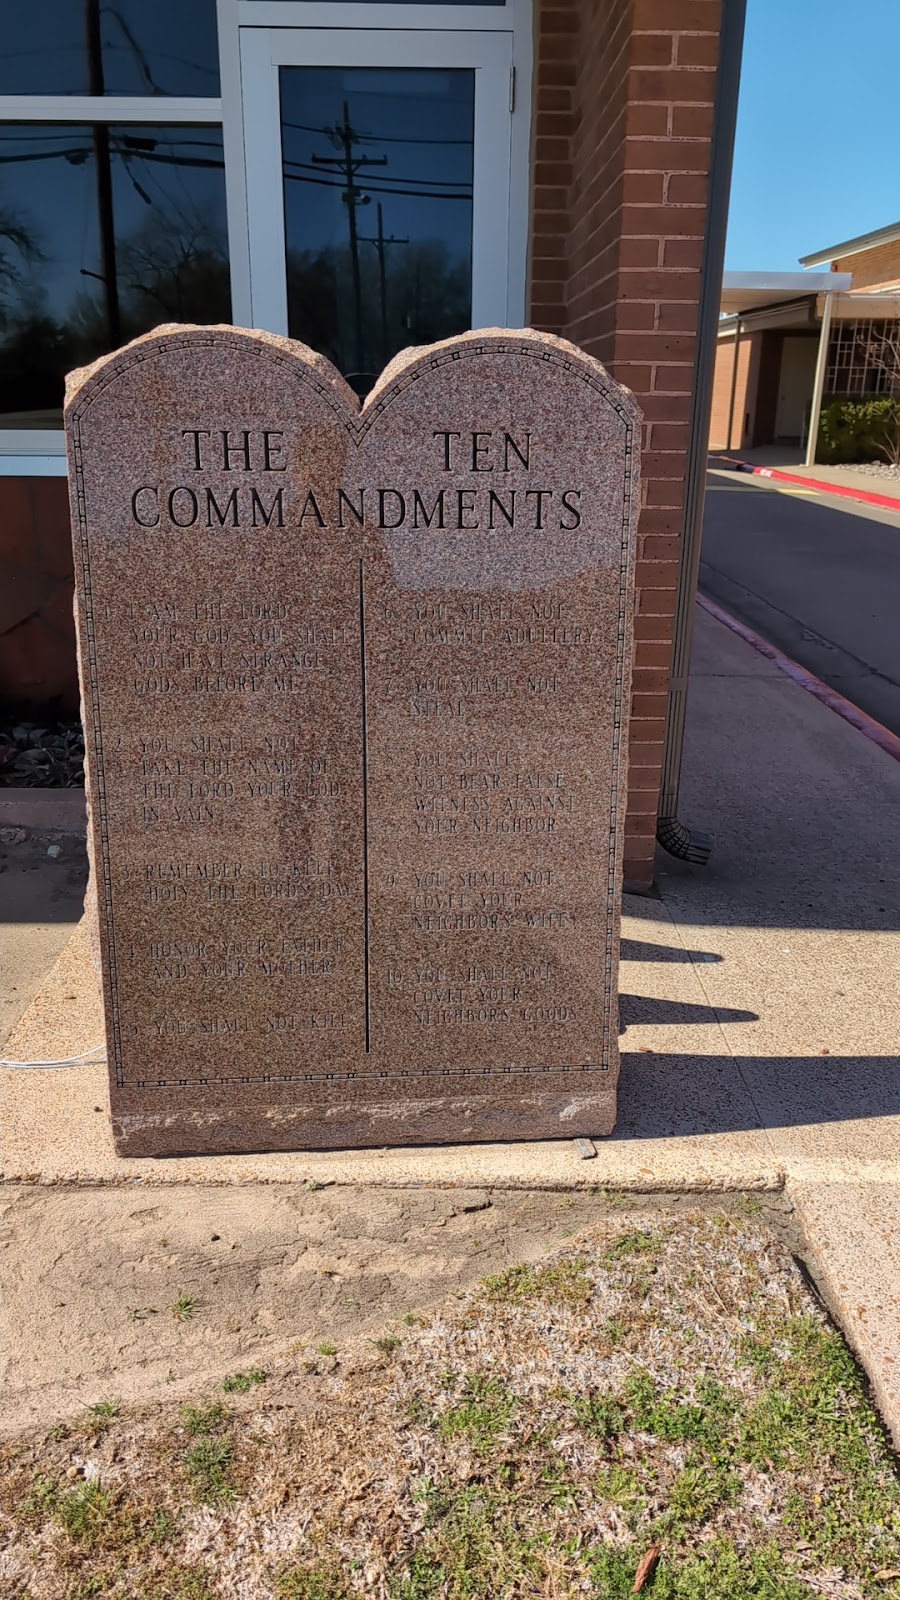 THE TEN
COMMANDMENTS
1. I AM THE LORD
YOUR GOD, YOU SHALL
NOT HAVE STRANGE
GODS BEFORE ME.
2. YOU SHALL NOT
TAKE THE NAME OF
THE LORD YOUR GOD
IN VAIN
3. REMEMBER TO KEEP
HOLY THE LORD'S DAY
4. HONOR YOUR FATHER
AND YOUR MOTHER
5. YOU SHALL NOT KILL
6. YOU SHALL NOT
COMMIT ADULTERY
7. YOU SHALL NOT
STEAL
8. YOU SHALL
NOT BEAR FALSE
WITNESS AGAINST
YOUR NEIGHBOR
9. YOU SHALL NOT
COVET YOUR
NEIGHBOR'S WIFE
10. YOU SHALL NOT
COVET YOUR
NEIGHBOR'S GOODS